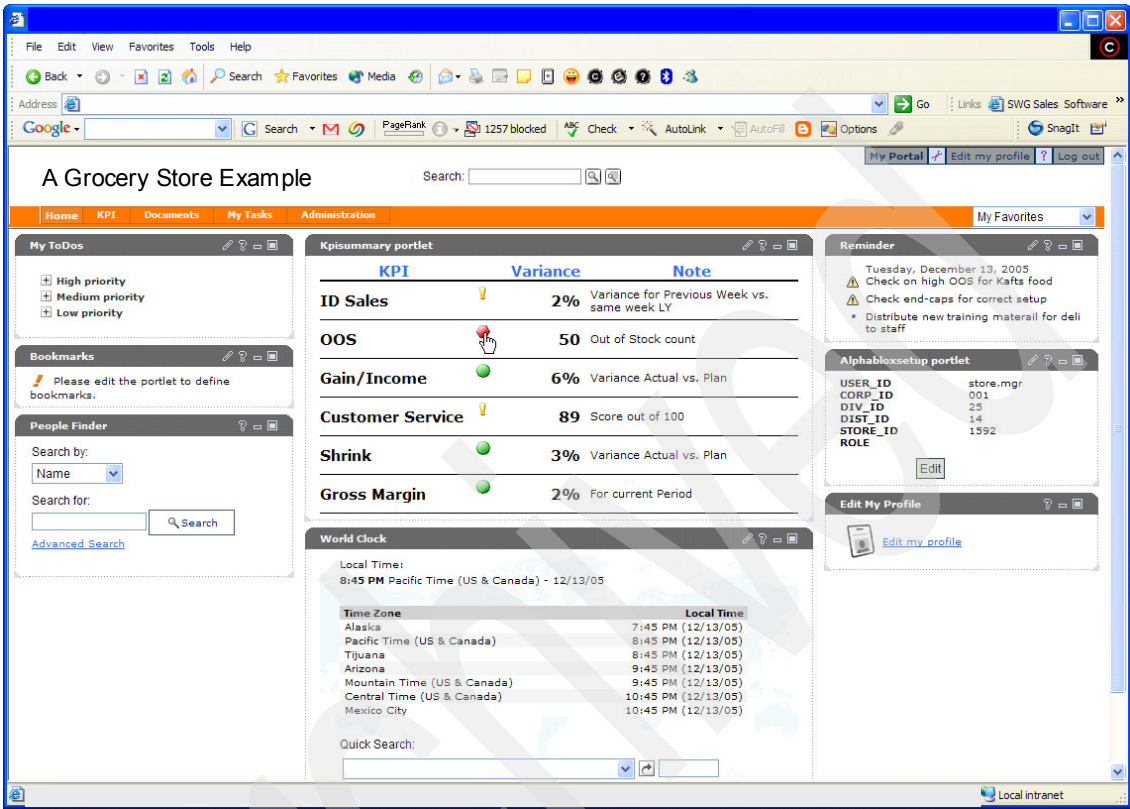 File Edit View Favorites Tools Help
Back Search Favorites Media
Address Go Links SWG Sales Software »
Google Search PageRank 1257 blocked ABC Check AutoLink AutoFill Options SnagIt
My Portal Edit my profile ? Log out
A Grocery Store Example
Search:
Home KPI Documents My Tasks Administration
My Favorites
My ToDos
High priority
Medium priority
Low priority
Bookmarks
Please edit the portlet to define
bookmarks.
People Finder
Search by:
Name
Search for:
Search
Advanced Search
Kpisummary portlet
KPI Variance Note
ID Sales 2% Variance for Previous Week vs.
same week LY
OOS 50 Out of Stock count
Gain/Income 6% Variance Actual vs. Plan
Customer Service 89 Score out of 100
Shrink 3% Variance Actual vs. Plan
Gross Margin 2% For current Period
World Clock
Local Time:
8:45 PM Pacific Time (US & Canada) - 12/13/05
Time Zone Local Time
Alaska 7:45 PM (12/13/05)
Pacific Time (US & Canada) 8:45 PM (12/13/05)
Tijuana 8:45 PM (12/13/05)
Arizona 9:45 PM (12/13/05)
Mountain Time (US & Canada) 9:45 PM (12/13/05)
Central Time (US & Canada) 10:45 PM (12/13/05)
Mexico City 10:45 PM (12/13/05)
Quick Search:
Reminder
Tuesday, December 13, 2005
Check on high OOS for Kafts food
Check end-caps for correct setup
Distribute new training materail for deli
to staff
Alphabloxsetup portlet
USER_ID store.mgr
CORP_ID 001
DIV_ID 25
DIST_ID 14
STORE_ID 1592
ROLE
Edit
Edit My Profile
Edit my profile
Local intranet